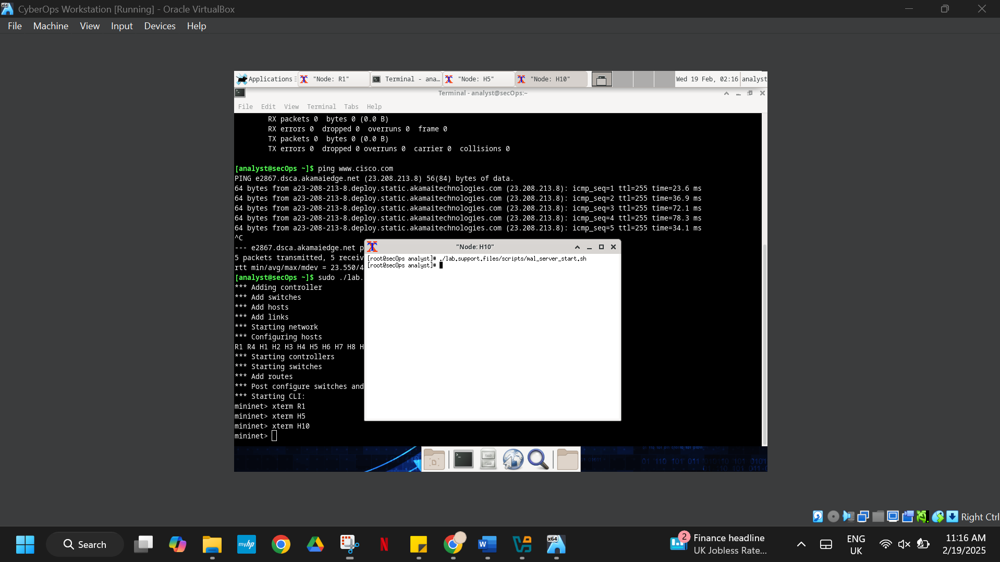 CyberOps Workstation [Running] - Oracle VirtualBox
File Machine View Input Devices Help
Applications "Node: R1" Terminal - ana... "Node: H5" "Node: H10" Wed 19 Feb, 02:16 analyst
Terminal - analyst@secOps:~
File Edit View Terminal Tabs Help
RX packets 0 bytes 0 (0.0 B)
RX errors 0 dropped 0 overruns 0 frame 0
TX packets 0 bytes 0 (0.0 B)
TX errors 0 dropped 0 overruns 0 carrier 0 collisions 0
[analyst@secOps ~]$ ping www.cisco.com
PING e2867.dsca.akamaiedge.net (23.208.213.8) 56(84) bytes of data.
64 bytes from a23-208-213-8.deploy.static.akamaitechnologies.com (23.208.213.8): icmp_seq=1 ttl=255 time=23.6 ms
64 bytes from a23-208-213-8.deploy.static.akamaitechnologies.com (23.208.213.8): icmp_seq=2 ttl=255 time=36.9 ms
64 bytes from a23-208-213-8.deploy.static.akamaitechnologies.com (23.208.213.8): icmp_seq=3 ttl=255 time=72.1 ms
64 bytes from a23-208-213-8.deploy.static.akamaitechnologies.com (23.208.213.8): icmp_seq=4 ttl=255 time=78.3 ms
64 bytes from a23-208-213-8.deploy.static.akamaitechnologies.com (23.208.213.8): icmp_seq=5 ttl=255 time=34.1 ms
^C
--- e2867.dsca.akamaiedge.net p
5 packets transmitted, 5 receiv
rtt min/avg/max/mdev = 23.550/4
[analyst@secOps ~]$ sudo ./lab.
*** Adding controller
*** Add switches
*** Add hosts
*** Add links
*** Starting network
*** Configuring hosts
R1 R4 H1 H2 H3 H4 H5 H6 H7 H8 H
*** Starting controllers
*** Starting switches
*** Add routes
*** Post configure switches and
*** Starting CLI:
mininet> xterm R1
mininet> xterm H5
mininet> xterm H10
mininet>
"Node: H10"
[root@secOps analyst]# ./lab.support.files/scripts/mal_server_start.sh
[root@secOps analyst]#
Right Ctrl
Search
myhp
N
W
x64
2
Finance headline
UK Jobless Rate...
ENG
UK
11:16 AM
2/19/2025